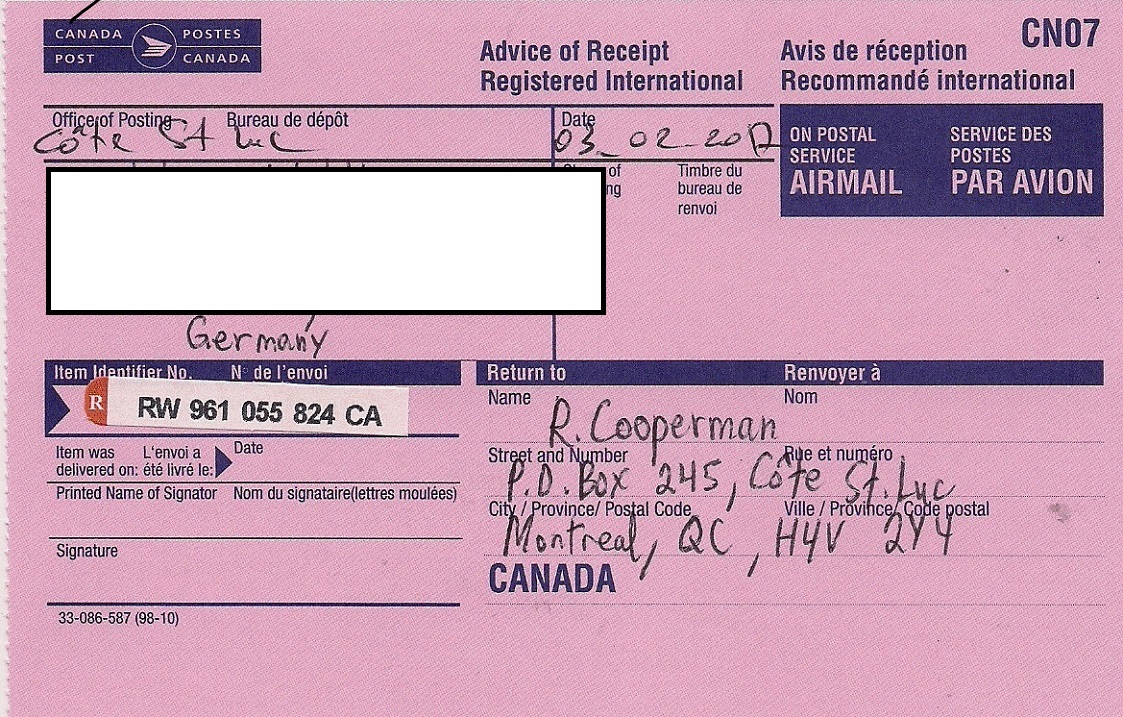 CANADA POSTES
POST CANADA
Advice of Receipt
Registered International
Avis de réception
Recommandé international
CN07
Office of Posting Bureau de dépôt
Côte St Luc
Date
03_02_2017
of
Timbre du
bureau de
renvoi
ON POSTAL
SERVICE
AIRMAIL
SERVICE DES
POSTES
PAR AVION
Germany
Item Identifier No. N° de l'envoi
R RW 961 055 824 CA
Item was L'envoi a
delivered on: été livré le:
Date
Printed Name of Signator Nom du signataire(lettres moulées)
Signature
33-086-587 (98-10)
Return to Renvoyer à
Name Nom
R. Cooperman
Street and Number Rue et numéro
P.O. Box 245, Côte St. Luc
City / Province/ Postal Code Ville / Province/ Code postal
Montreal, QC, H4V 2Y4
CANADA